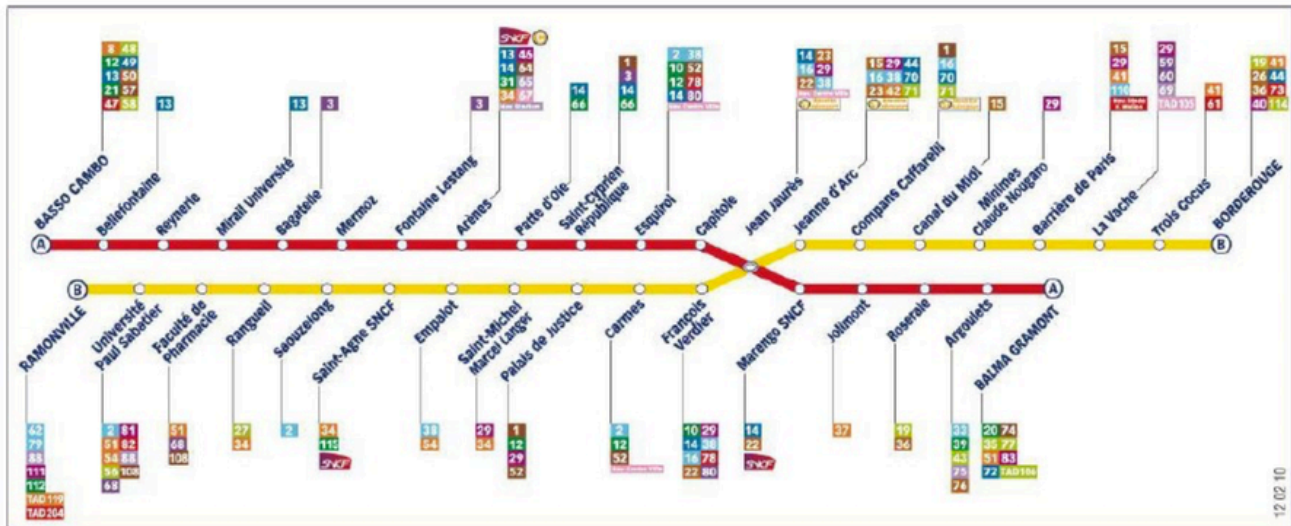 SNCF
8 48
12 49
13 50
21 57
47 58
13
13
3
3
13 46
14 64
31 65
34 67
14
66
1
3
14
66
2 38
10 52
12 78
14 80
14 23
16 29
22 38
15 29 44
16 38 70
23 42 71
1
16
70
71
15
29
15
29
41
110
29
59
60
69
TAD 105
41
61
19 41
26 44
36 73
40 114
BASSO CAMBO
Bellefontaine
Reynerie
Mirail Université
Bagatelle
Mermoz
Fontaine Lestang
Arènes
Patte d'Oie
Saint-Cyprien
République
Esquirol
Capitole
Jean Jaurès
Jeanne d'Arc
Compans Caffarelli
Canal du Midi
Minimes
Claude Nougaro
Barrière de Paris
La Vache
Trois Cocus
BORDEROUGE
A
B
B
A
RAMONVILLE
Université
Paul Sabatier
Faculté de
Pharmacie
Rangueil
Saouzelong
Saint-Agne SNCF
Empalot
Saint-Michel
Marcel Langer
Palais de Justice
Carmes
François
Verdier
Marengo SNCF
Jolimont
Roseraie
Argoulets
BALMA GRAMONT
62
79
88
111
112
TAD 119
TAD 204
2 81
51 82
54 88
56 108
68
51
68
108
27
34
2
34
SNCF
38
54
29
34
1
12
29
52
2
12
52
10 29
14 38
16 78
22 80
14
22
SNCF
37
19
36
33
39
43
75
76
20 74
35 77
51 83
72 TAD 106
12 02 10